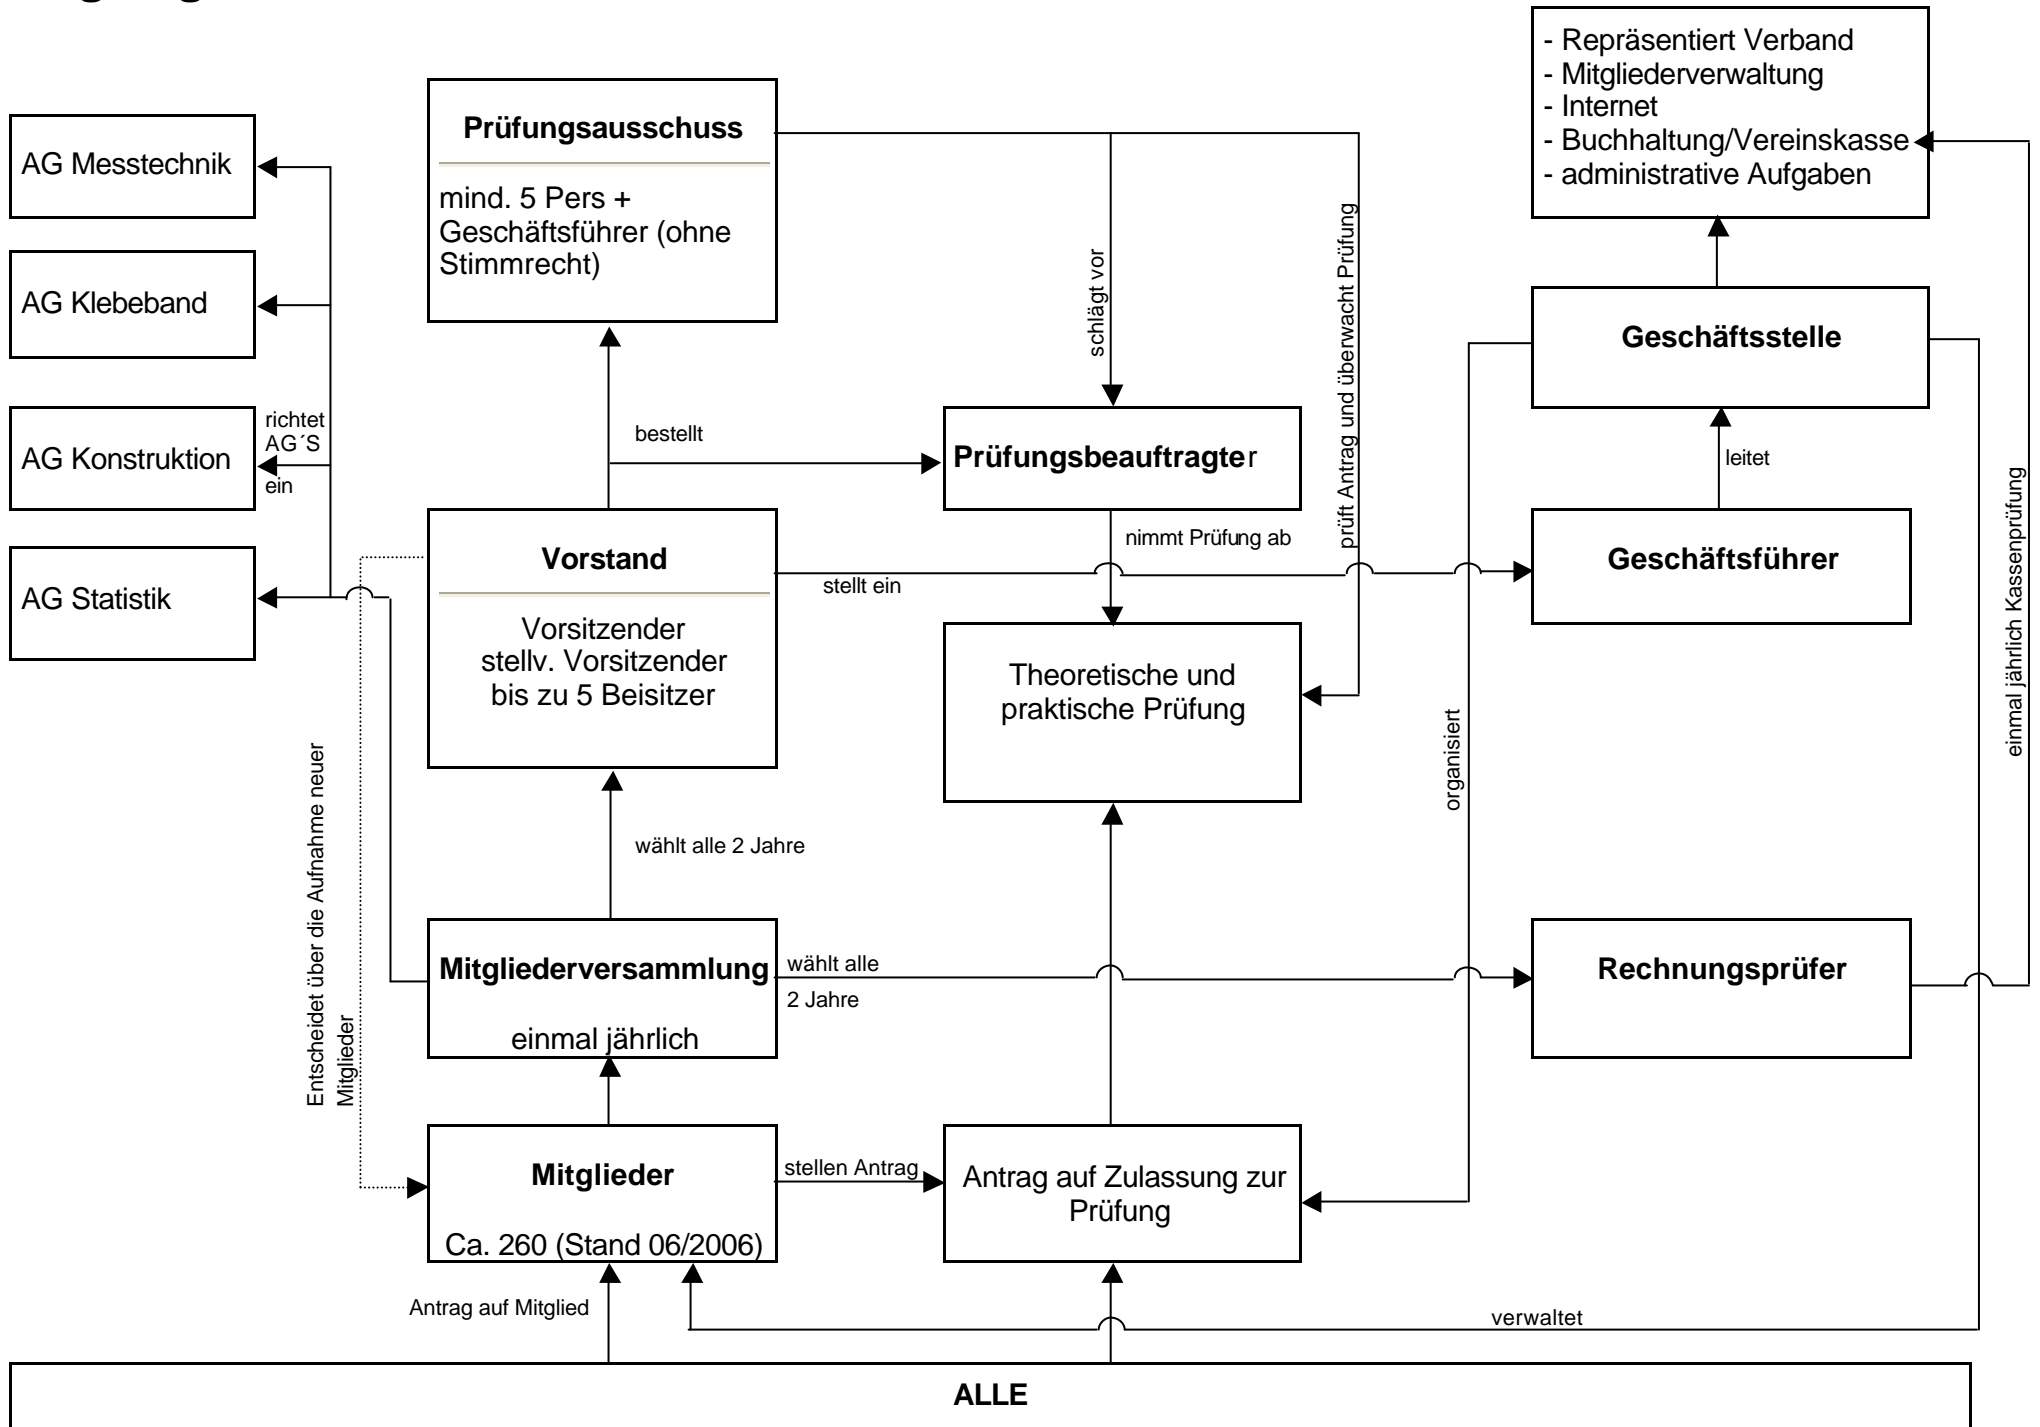 - Repräsentiert Verband
- Mitgliederverwaltung
- Internet
- Buchhaltung/Vereinskasse
- administrative Aufgaben
Prüfungsausschuss
mind. 5 Pers +
Geschäftsführer (ohne
Stimmrecht)
AG Messtechnik
AG Klebeband
AG Konstruktion
AG Statistik
richtet
AG´S
ein
schlägt vor
prüft Antrag und überwacht Prüfung
Geschäftsstelle
bestellt
Prüfungsbeauftragter
leitet
einmal jährlich Kassenprüfung
nimmt Prüfung ab
Vorstand
Vorsitzender
stellv. Vorsitzender
bis zu 5 Beisitzer
stellt ein
Geschäftsführer
Theoretische und
praktische Prüfung
organisiert
Entscheidet über die Aufnahme neuer
Mitglieder
wählt alle 2 Jahre
Mitgliederversammlung
einmal jährlich
wählt alle
2 Jahre
Rechnungsprüfer
Mitglieder
Ca. 260 (Stand 06/2006)
stellen Antrag
Antrag auf Zulassung zur
Prüfung
Antrag auf Mitglied
verwaltet
ALLE